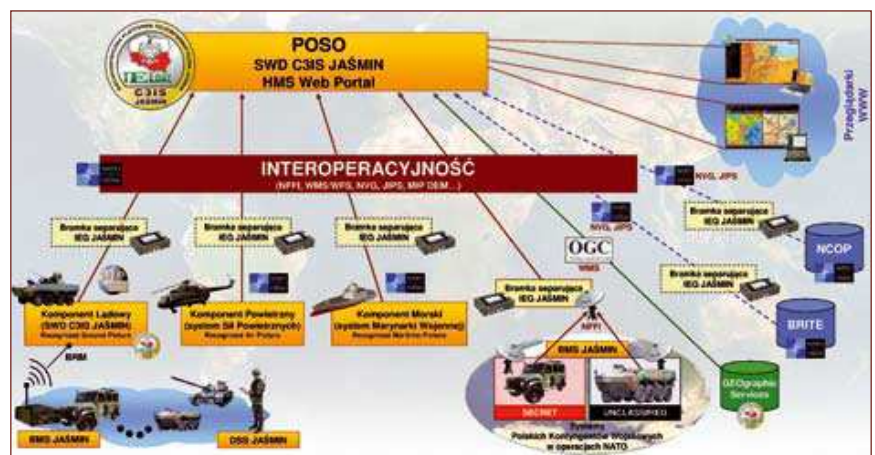 POSO
SWD C3IS JAŚMIN
HMS Web Portal
C3IS
JAŚMIN
Przeglądarki
WWW
INTEROPERACYJNOŚĆ
(NFFI, WMS/WFS, NVG, JIPS, MIP DEM...)
NVG, JIPS
NVG, JIPS
Bramka separująca
IEG JAŚMIN
Bramka separująca
IEG JAŚMIN
Bramka separująca
IEG JAŚMIN
Bramka separująca
IEG JAŚMIN
NCOP
OGC
WMS
Bramka separująca
IEG JAŚMIN
Bramka separująca
IEG JAŚMIN
Komponent Lądowy
(SWD C3IS JAŚMIN)
Recognised Ground Picture
Komponent Powietrzny
(system Sił Powietrznych)
Recognised Air Picture
Komponent Morski
(system Marynarki Wojennej)
Recognised Maritime Picture
NFFI
BRITE
BRM
BMS JAŚMIN
SECRET
UNCLASSIFIED
GEOgraphic
Services
BMS JAŚMIN
DSS JAŚMIN
Systemy
Polskich Kontyngentów Wojskowych
w operacjach NATO